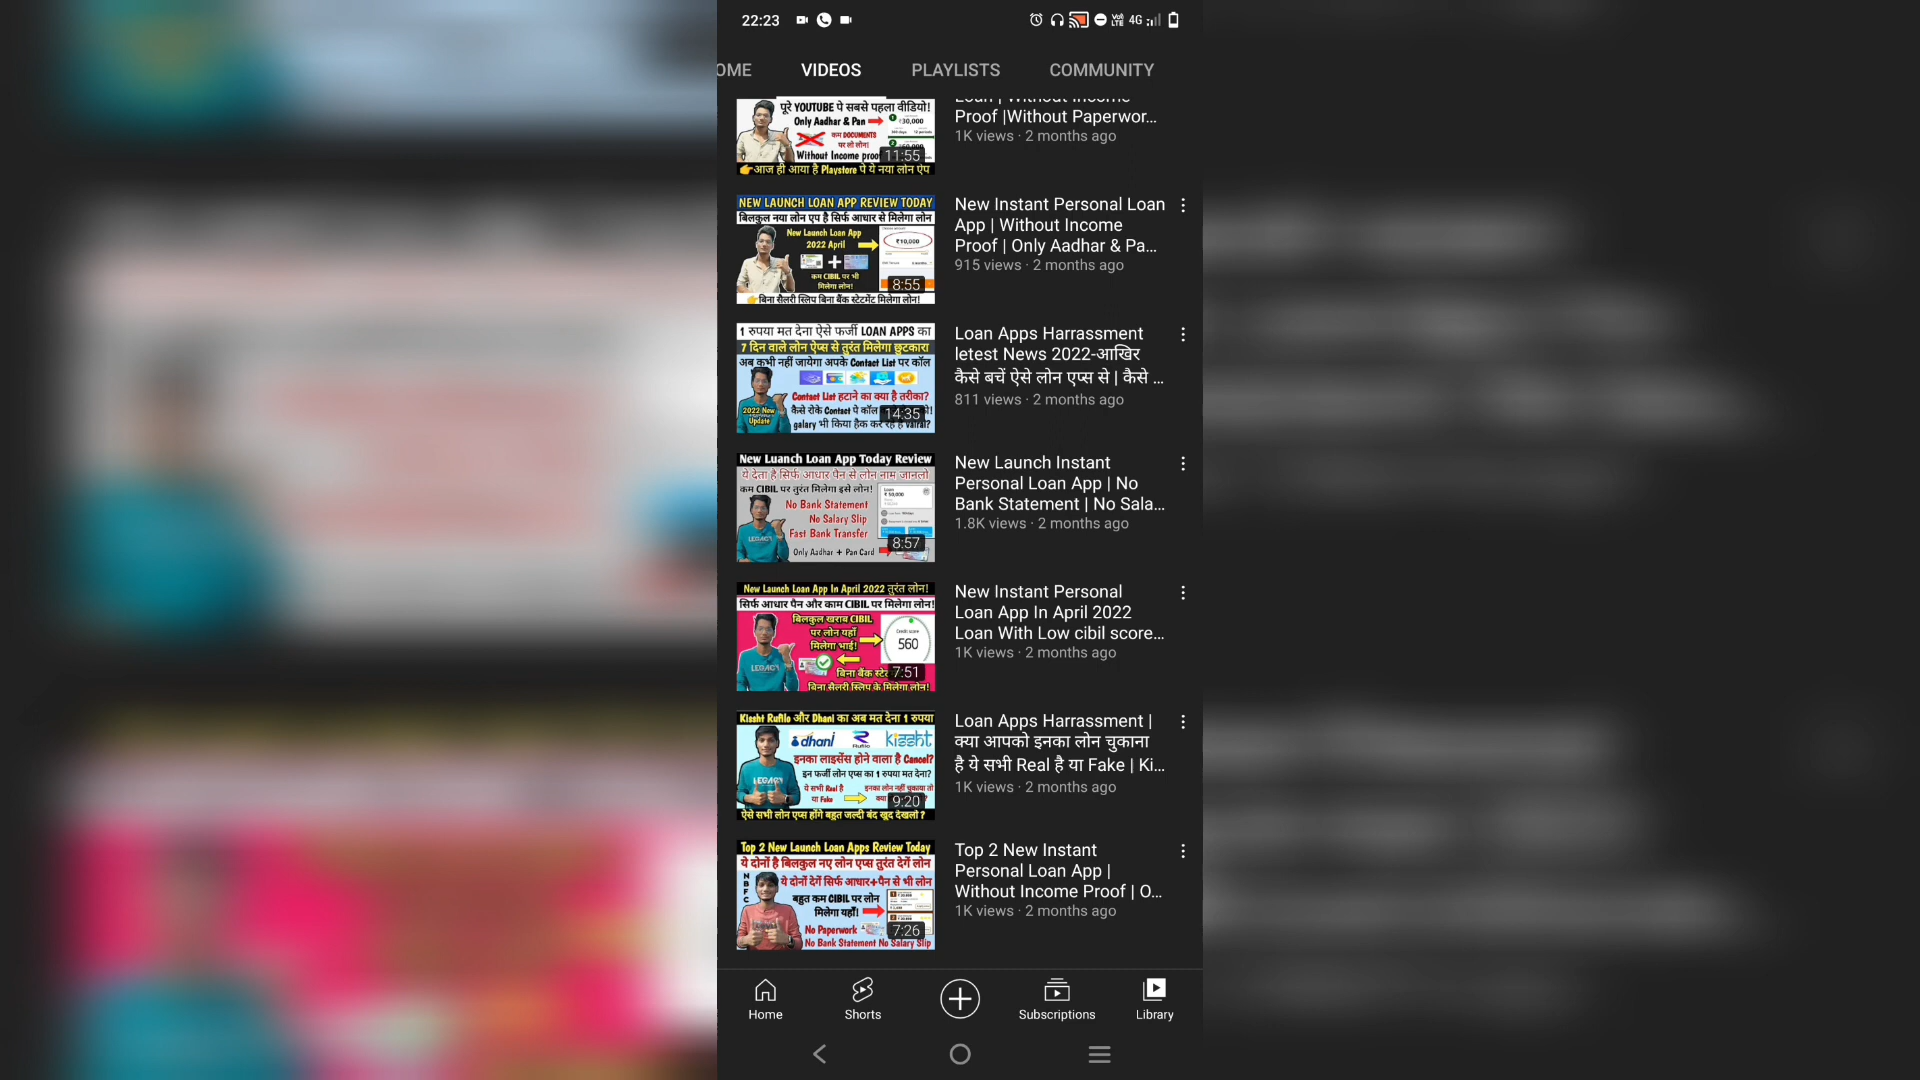 22:23
4G
OME VIDEOS PLAYLISTS COMMUNITY
पूरे YOUTUBE पे सबसे पहला वीडियो!
Only Aadhar & Pan
₹30,000
कम DOCUMENTS
पर लो लोन!
Without Income proof
11:55
आज ही आया है Playstore पे ये नया लोन ऐप
Loan | Without Income
Proof |Without Paperwor...
1K views · 2 months ago
NEW LAUNCH LOAN APP REVIEW TODAY
बिलकुल नया लोन एप है सिर्फ आधार से मिलेगा लोन
New Launch Loan App
2022 April
₹10,000
कम CIBIL पर भी
मिलेगा लोन!
8:55
बिना सैलरी स्लिप बिना बैंक स्टेटमेंट मिलेगा लोन!
New Instant Personal Loan
App | Without Income
Proof | Only Aadhar & Pa...
915 views · 2 months ago
1 रुपया मत देना ऐसे फर्जी LOAN APPS का
7 दिन वाले लोन ऐप्स से तुरंत मिलेगा छुटकारा
अब कभी नहीं जायेगा अपके Contact List पर कॉल
Contact List हटाने का क्या है तरीका?
2022 New
Update
कैसे रोके Contact पे कॉल
14:35
galary भी किया हैक कर रहे है vairal?
Loan Apps Harrassment
letest News 2022-आखिर
कैसे बचें ऐसे लोन एप्स से | कैसे ...
811 views · 2 months ago
New Luanch Loan App Today Review
ये देता है सिर्फ आधार पैन से लोन नाम जानलो
कम CIBIL पर तुरंत मिलेगा इसे लोन!
Loan
₹ 50,000
No Bank Statement
No Salary Slip
Fast Bank Transfer
LEGACY
8:57
Only Aadhar + Pan Card
New Launch Instant
Personal Loan App | No
Bank Statement | No Sala...
1.8K views · 2 months ago
New Launch Loan App In April 2022 तुरंत लोन!
सिर्फ आधार पैन और काम CIBIL पर मिलेगा लोन!
बिलकुल खराब CIBIL
पर लोन यहाँ
मिलेगा भाई!
Credit score
560
LEGACY
बिना बैंक स्टे
7:51
बिना सैलरी स्लिप के मिलेगा लोन!
New Instant Personal
Loan App In April 2022
Loan With Low cibil score...
1K views · 2 months ago
Kissht Rufilo और Dhani का अब मत देना 1 रुपया
dhani Rufilo kissht
इनका लाइसेंस होने वाला है Cancel?
इन फर्जी लोन एप्स का 1 रुपया मत देना?
LEGACY
ये सभी Real है
या Fake
इनका लोन नहीं चुकाया तो
क्या
9:20
ऐसे सभी लोन एप्स होंगे बहुत जल्दी बंद खुद देखलो ?
Loan Apps Harrassment |
क्या आपको इनका लोन चुकाना
है ये सभी Real है या Fake | Ki...
1K views · 2 months ago
Top 2 New Launch Loan Apps Review Today
ये दोनों है बिलकुल नए लोन एप्स तुरंत देगें लोन
NBFC
ये दोनों देगें सिर्फ आधार+पैन से भी लोन
बहुत कम CIBIL पर लोन
मिलेगा यहाँ!
No Paperwork
7:26
No Bank Statement No Salary Slip
Top 2 New Instant
Personal Loan App |
Without Income Proof | O...
1K views · 2 months ago
Home Shorts Subscriptions Library